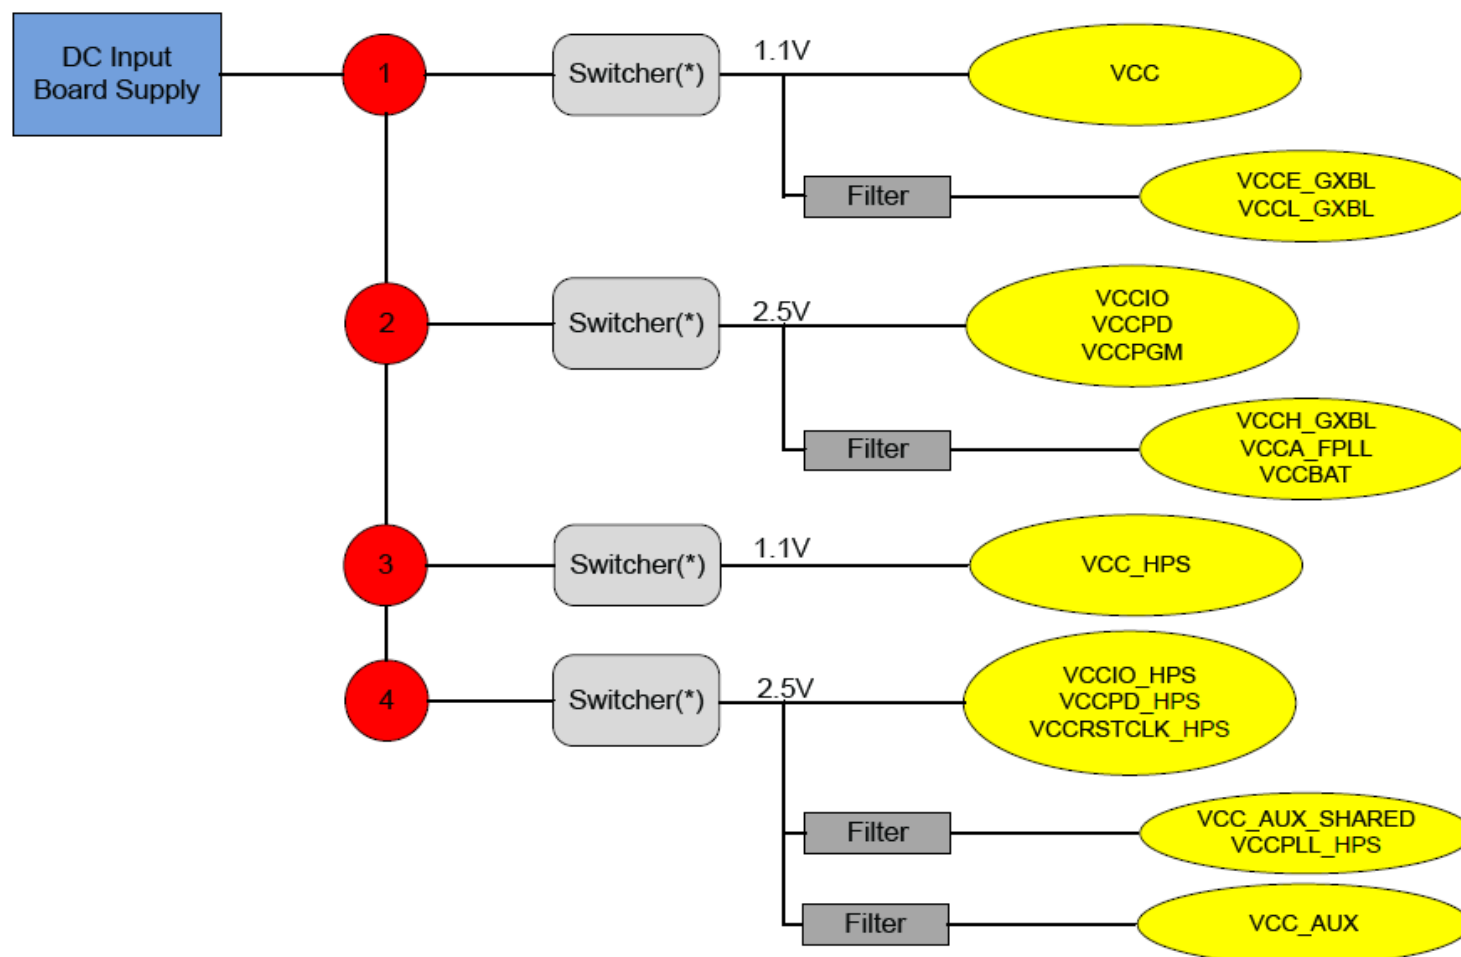 DC Input
Board Supply
1
Switcher(*)
1.1V
VCC
Filter
VCCE_GXBL
VCCL_GXBL
2
Switcher(*)
2.5V
VCCIO
VCCPD
VCCPGM
Filter
VCCH_GXBL
VCCA_FPLL
VCCBAT
3
Switcher(*)
1.1V
VCC_HPS
4
Switcher(*)
2.5V
VCCIO_HPS
VCCPD_HPS
VCCRSTCLK_HPS
Filter
VCC_AUX_SHARED
VCCPLL_HPS
Filter
VCC_AUX